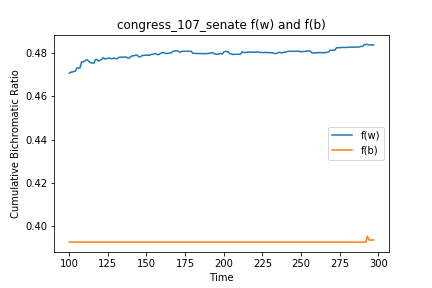 congress_107_senate f(w) and f(b)
Cumulative Bichromatic Ratio
0.48
0.46
0.44
0.42
0.40
f(w)
f(b)
100
125
150
175
200
225
250
275
300
Time